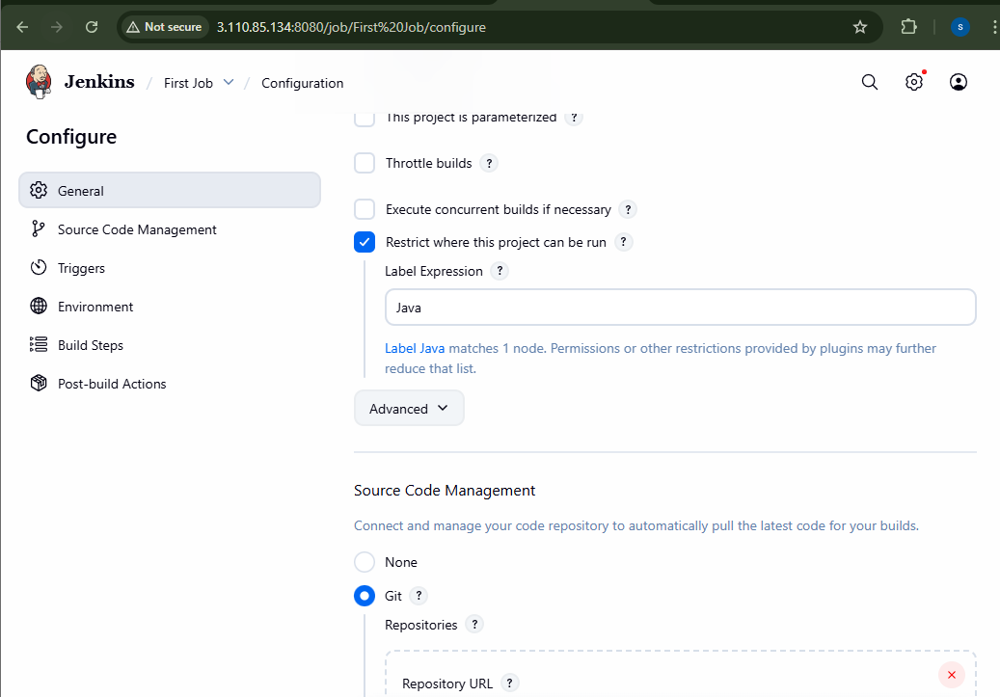 Not secure 3.110.85.134:8080/job/First%20Job/configure S
Jenkins / First Job / Configuration
Configure
General
Source Code Management
Triggers
Environment
Build Steps
Post-build Actions
This project is parameterized ?
Throttle builds ?
Execute concurrent builds if necessary ?
Restrict where this project can be run ?
Label Expression ?
Java
Label Java matches 1 node. Permissions or other restrictions provided by plugins may further
reduce that list.
Advanced
Source Code Management
Connect and manage your code repository to automatically pull the latest code for your builds.
None
Git ?
Repositories ?
Repository URL ?